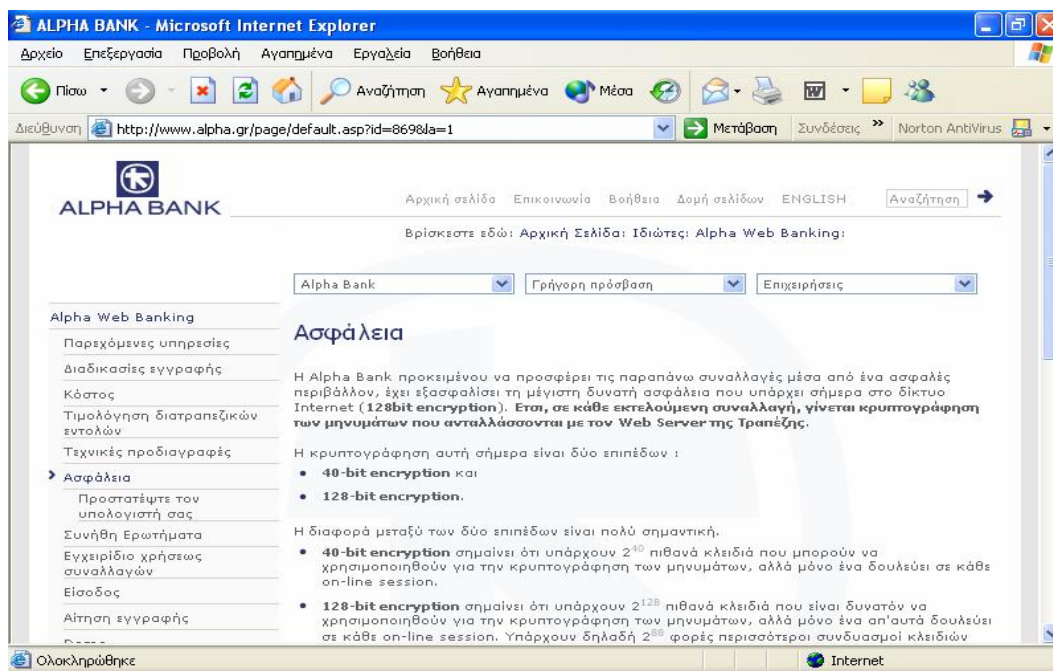 ALPHA BANK - Microsoft Internet Explorer
Αρχείο Επεξεργασία Προβολή Αγαπημένα Εργαλεία Βοήθεια
Πίσω Αναζήτηση Αγαπημένα Μέσα
Διεύθυνση http://www.alpha.gr/page/default.asp?id=869&la=1 Μετάβαση Συνδέσεις » Norton AntiVirus
ALPHA BANK
Αρχική σελίδα Επικοινωνία Βοήθεια Δομή σελίδων ENGLISH Αναζήτηση
Βρίσκεστε εδώ: Αρχική Σελίδα: Ιδιώτες: Alpha Web Banking:
Alpha Bank Γρήγορη πρόσβαση Επιχειρήσεις
Alpha Web Banking
Παρεχόμενες υπηρεσίες
Διαδικασίες εγγραφής
Κόστος
Τιμολόγηση διατραπεζικών
εντολών
Τεχνικές προδιαγραφές
Ασφάλεια
Προστατέψτε τον
υπολογιστή σας
Συνήθη Ερωτήματα
Εγχειρίδιο χρήσεως
συναλλαγών
Είσοδος
Αίτηση εγγραφής
Ασφάλεια
Η Alpha Bank προκειμένου να προσφέρει τις παραπάνω συναλλαγές μέσα από ένα ασφαλές
περιβάλλον, έχει εξασφαλίσει τη μέγιστη δυνατή ασφάλεια που υπάρχει σήμερα στο δίκτυο
Internet (128bit encryption). Ετσι, σε κάθε εκτελούμενη συναλλαγή, γίνεται κρυπτογράφηση
των μηνυμάτων που ανταλλάσσονται με τον Web Server της Τραπέζης.
Η κρυπτογράφηση αυτή σήμερα είναι δύο επιπέδων :
• 40-bit encryption και
• 128-bit encryption.
Η διαφορά μεταξύ των δύο επιπέδων είναι πολύ σημαντική.
• 40-bit encryption σημαίνει ότι υπάρχουν 2⁴⁰ πιθανά κλειδιά που μπορούν να
χρησιμοποιηθούν για την κρυπτογράφηση των μηνυμάτων, αλλά μόνο ένα δουλεύει σε κάθε
on-line session.
• 128-bit encryption σημαίνει ότι υπάρχουν 2¹²⁸ πιθανά κλειδιά που είναι δυνατόν να
χρησιμοποιηθούν για την κρυπτογράφηση των μηνυμάτων, αλλά μόνο ένα απ'αυτά δουλεύει
σε κάθε on-line session. Υπάρχουν δηλαδή 2⁸⁸ φορές περισσότεροι συνδυασμοί κλειδιών
Ολοκληρώθηκε Internet